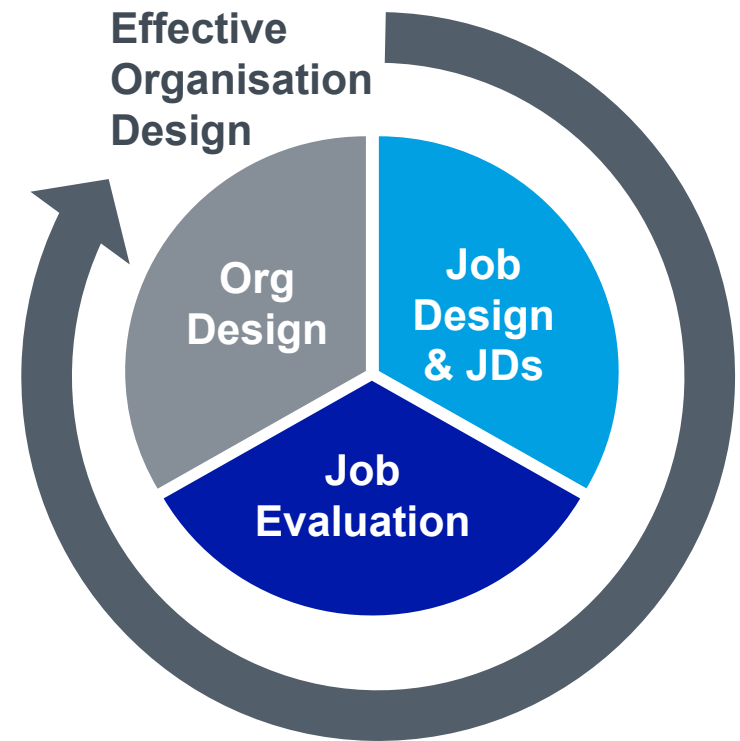 Effective
Organisation
Design
Org
Design
Job
Design
& JDs
Job
Evaluation